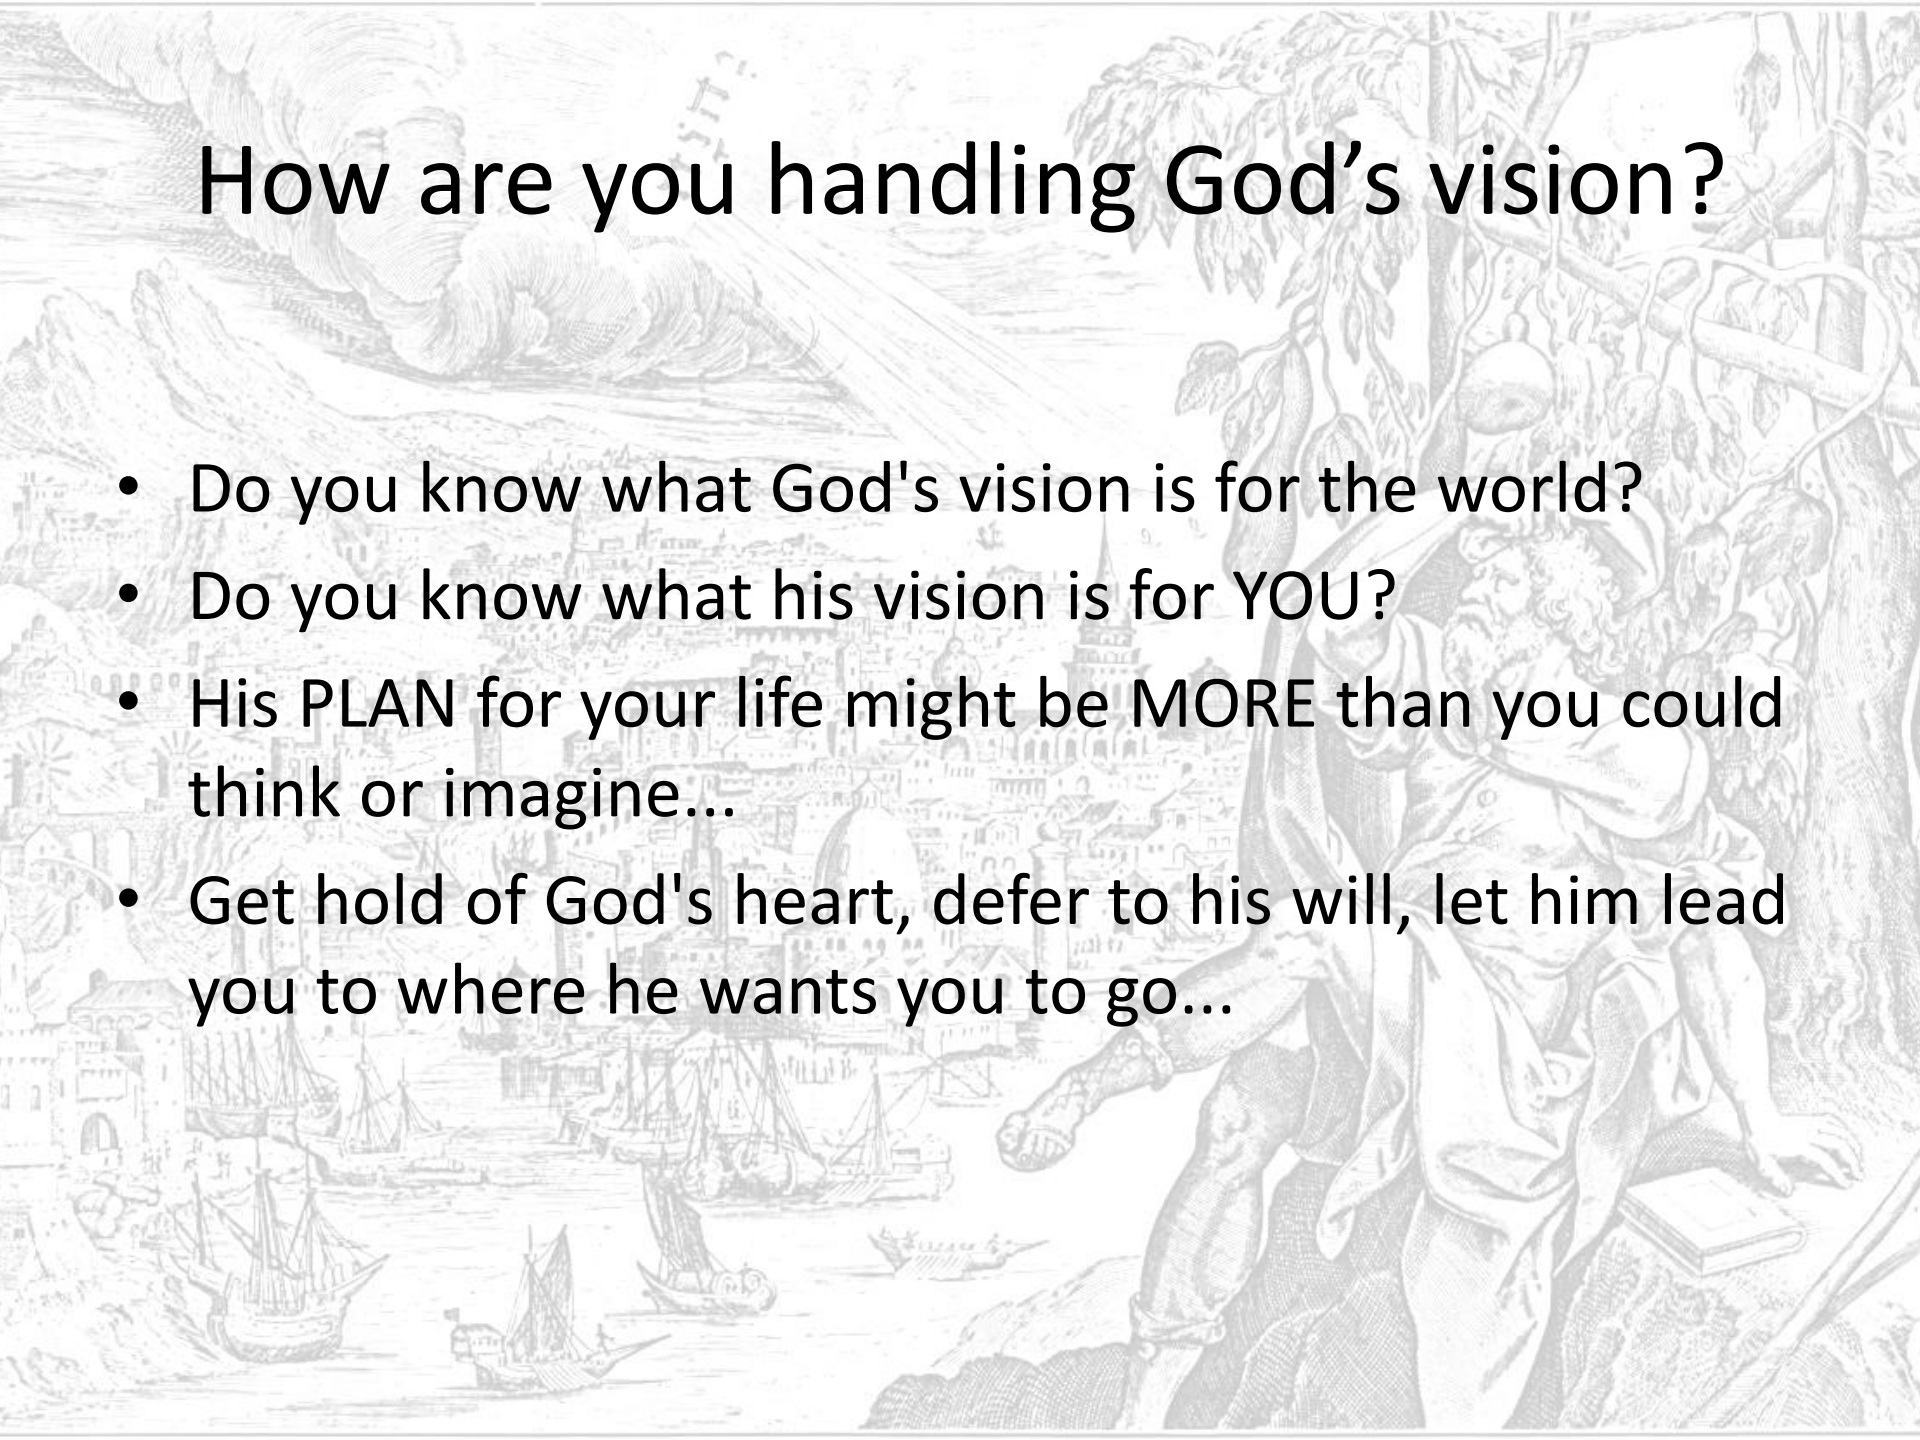 How are you handling God’s vision?
• Do you know what God's vision is for the world?
• Do you know what his vision is for YOU?
• His PLAN for your life might be MORE than you could
think or imagine...
• Get hold of God's heart, defer to his will, let him lead
you to where he wants you to go...